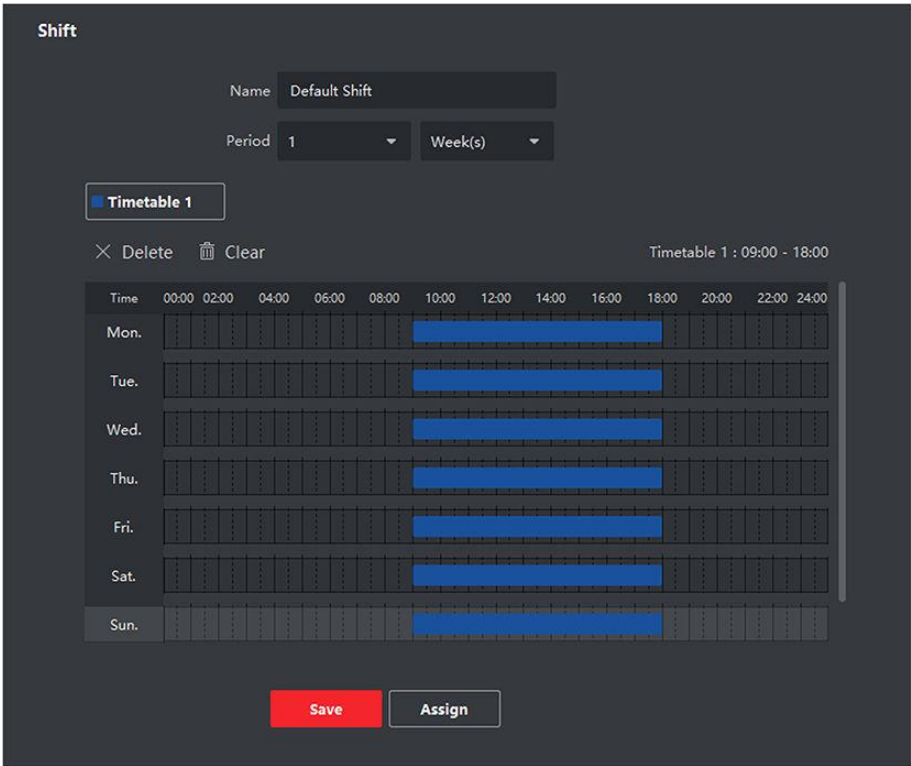 Shift
Name Default Shift
Period 1 Week(s)
Timetable 1
Delete Clear Timetable 1 : 09:00 - 18:00
Time 00:00 02:00 04:00 06:00 08:00 10:00 12:00 14:00 16:00 18:00 20:00 22:00 24:00
Mon.
Tue.
Wed.
Thu.
Fri.
Sat.
Sun.
Save Assign